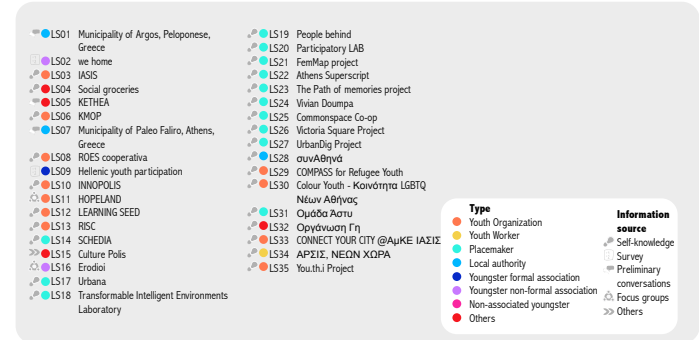 LS01 Municipality of Argos, Peloponese,
Greece
LS02 we home
LS03 IASIS
LS04 Social groceries
LS05 KETHEA
LS06 KMOP
LS07 Municipality of Paleo Faliro, Athens,
Greece
LS08 ROES cooperativa
LS09 Hellenic youth participation
LS10 INNOPOLIS
LS11 HOPELAND
LS12 LEARNING SEED
LS13 RISC
LS14 SCHEDIA
LS15 Culture Polis
LS16 Erodioi
LS17 Urbana
LS18 Transformable Intelligent Environments
Laboratory
LS19 People behind
LS20 Participatory LAB
LS21 FemMap project
LS22 Athens Superscript
LS23 The Path of memories project
LS24 Vivian Doumpa
LS25 Commonspace Co-op
LS26 Victoria Square Project
LS27 UrbanDig Project
LS28 συνΑθηνά
LS29 COMPASS for Refugee Youth
LS30 Colour Youth - Κοινότητα LGBTQ
Νέων Αθήνας
LS31 Ομάδα Άστυ
LS32 Οργάνωση Γη
LS33 CONNECT YOUR CITY @ΑμΚΕ ΙΑΣΙΣ
LS34 ΑΡΣΙΣ, ΝΕΩΝ ΧΩΡΑ
LS35 You.th.i Project
Type
Youth Organization
Youth Worker
Placemaker
Local authority
Youngster formal association
Youngster non-formal association
Non-associated youngster
Others
Information
source
Self-knowledge
Survey
Preliminary
conversations
Focus groups
Others